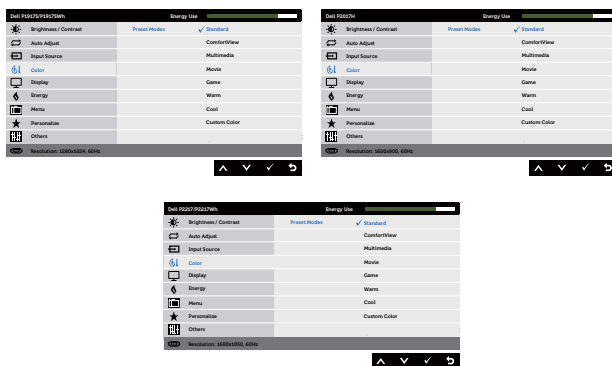 Dell P1917S/P1917SWh Energy Use
Brightness / Contrast Preset Modes ✓ Standard
Auto Adjust ComfortView
Input Source Multimedia
Color Movie
Display Game
Energy Warm
Menu Cool
Personalize Custom Color
Others
Resolution: 1280x1024, 60Hz
Dell P2017H Energy Use
Brightness / Contrast Preset Modes ✓ Standard
Auto Adjust ComfortView
Input Source Multimedia
Color Movie
Display Game
Energy Warm
Menu Cool
Personalize Custom Color
Others
Resolution: 1600x900, 60Hz
Dell P2217/P2217Wh Energy Use
Brightness / Contrast Preset Modes ✓ Standard
Auto Adjust ComfortView
Input Source Multimedia
Color Movie
Display Game
Energy Warm
Menu Cool
Personalize Custom Color
Others
Resolution: 1680x1050, 60Hz